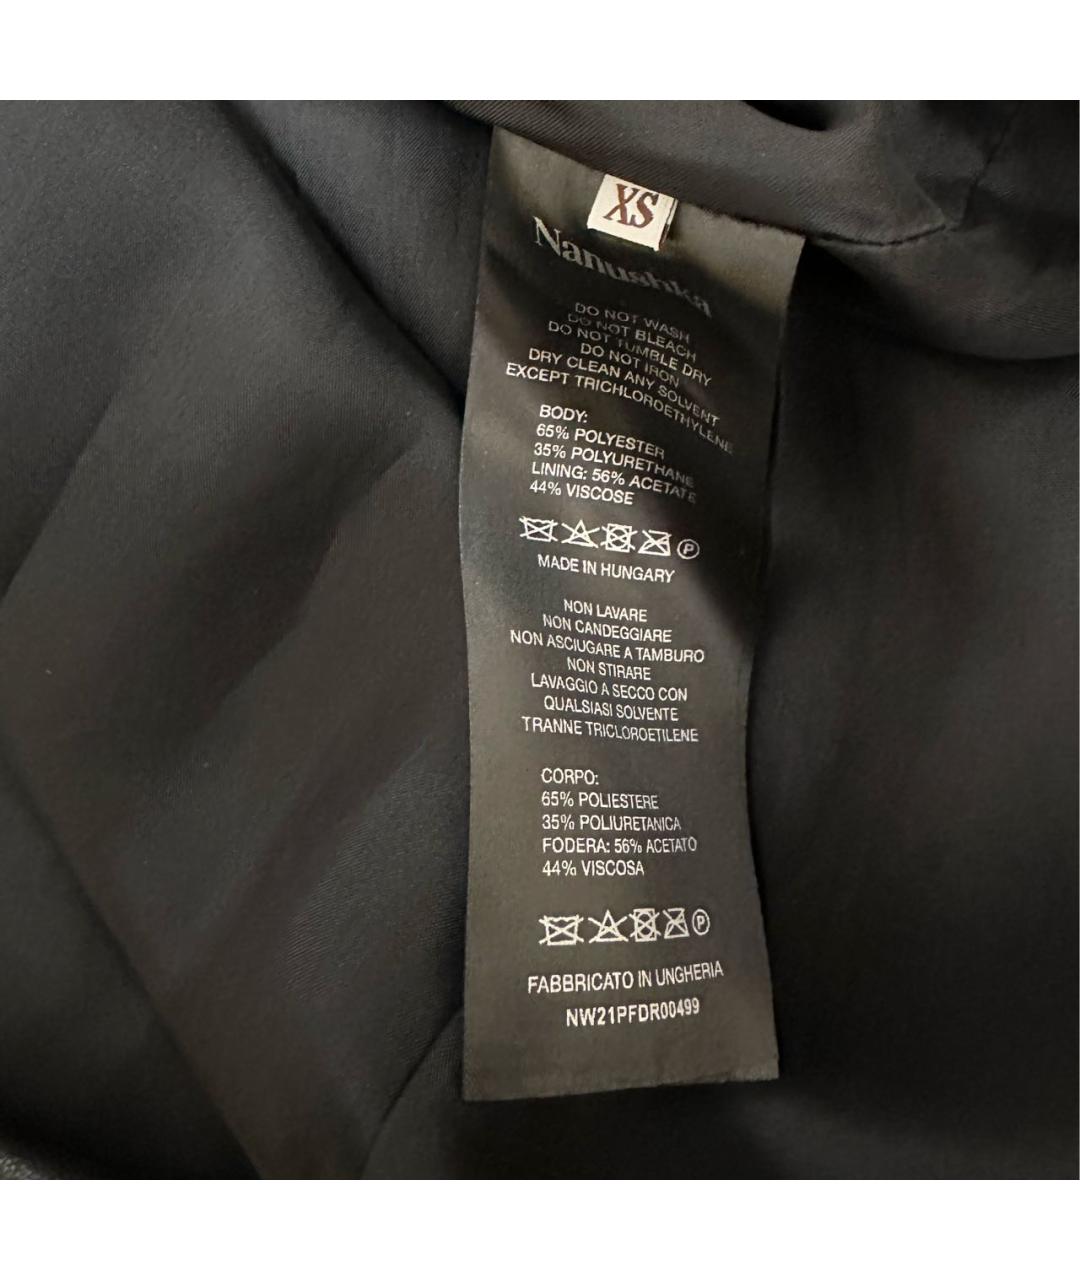 XS
Nanushka
DO NOT WASH
DO NOT BLEACH
DO NOT TUMBLE DRY
DO NOT IRON
DRY CLEAN ANY SOLVENT
EXCEPT TRICHLOROETHYLENE
BODY:
65% POLYESTER
35% POLYURETHANE
LINING: 56% ACETATE
44% VISCOSE
P
MADE IN HUNGARY
NON LAVARE
NON CANDEGGIARE
NON ASCIUGARE A TAMBURO
NON STIRARE
LAVAGGIO A SECCO CON
QUALSIASI SOLVENTE
TRANNE TRICLOROETILENE
CORPO:
65% POLIESTERE
35% POLIURETANICA
FODERA: 56% ACETATO
44% VISCOSA
P
FABBRICATO IN UNGHERIA
NW21PFDR00499